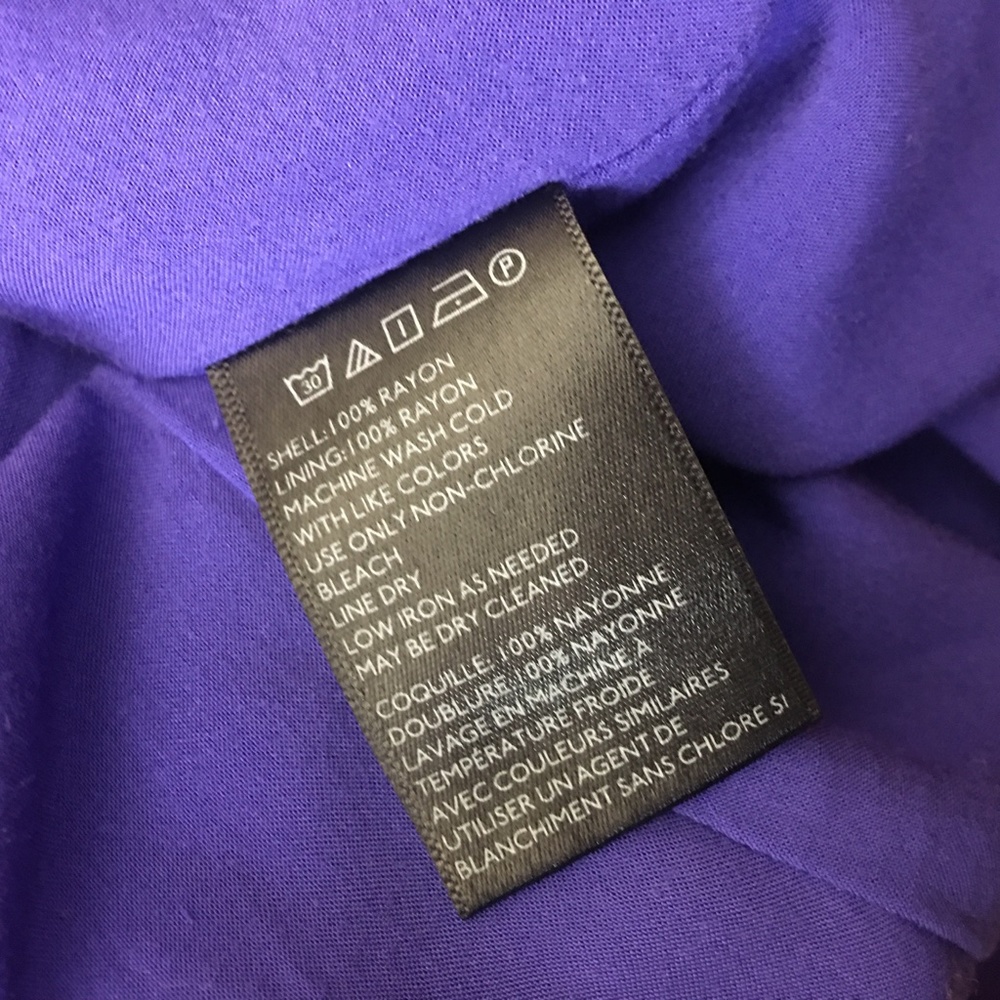 30 P
SHELL:100% RAYON
LINING:100% RAYON
MACHINE WASH COLD
WITH LIKE COLORS
USE ONLY NON-CHLORINE
BLEACH
LINE DRY
LOW IRON AS NEEDED
MAY BE DRY CLEANED
COQUILLE: 100% NAYONNE
DOUBLURE:100% NAYONNE
LAVAGE EN MACHINE À
TEMPÉRATURE FROIDE
AVEC COULEURS SIMILAIRES
UTILISER UN AGENT DE
BLANCHIMENT SANS CHLORE SI